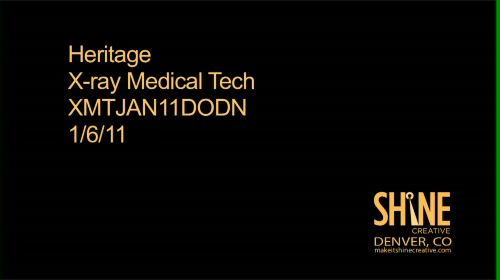 Heritage
X-ray Medical Tech
XMTJAN11DODN
1/6/11
SHINE
CREATIVE
DENVER, CO
makeitshinecreative.com